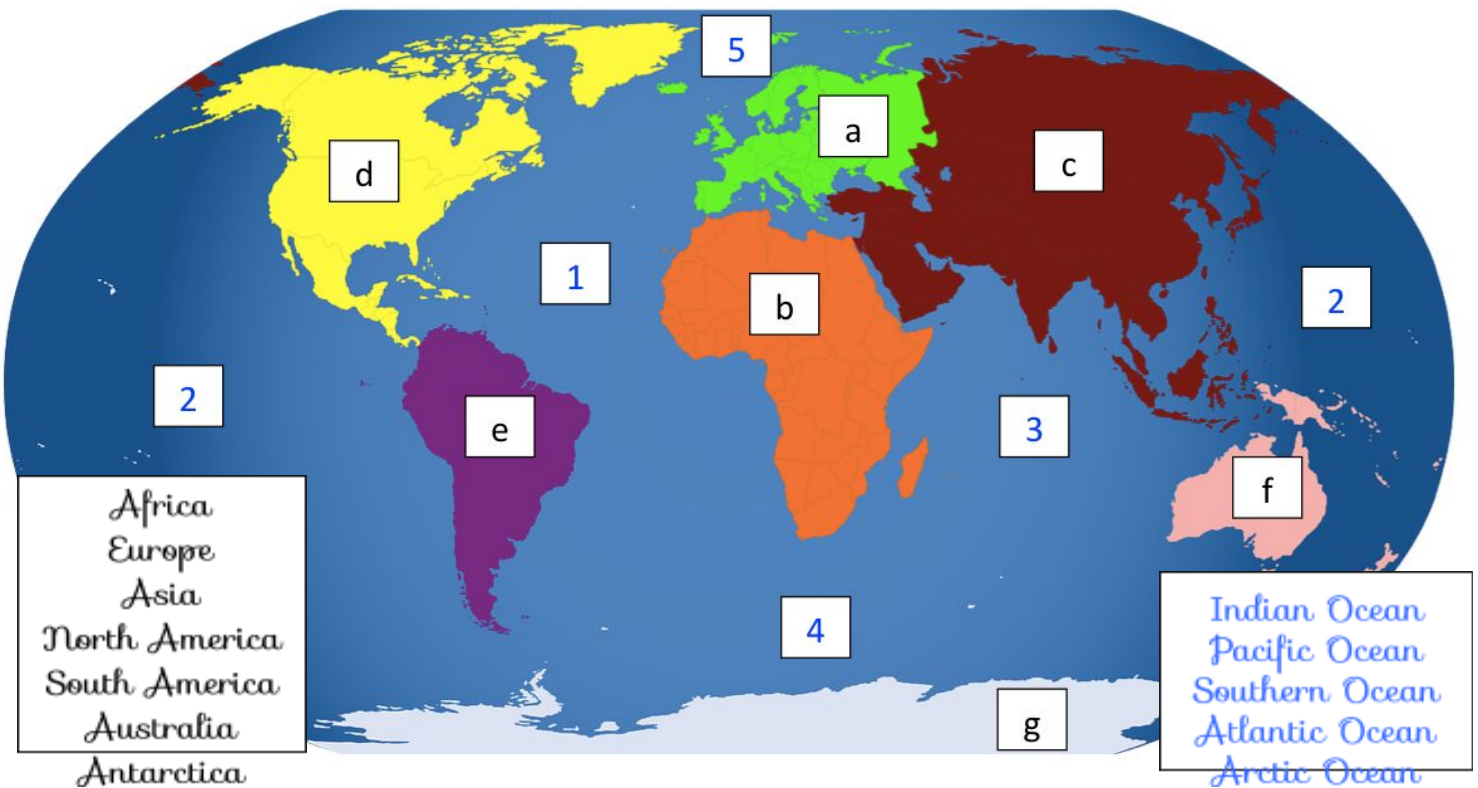 5
a
d
c
1
b
2
2
e
3
f
4
g
Africa
Europe
Asia
North America
South America
Australia
Antarctica
Indian Ocean
Pacific Ocean
Southern Ocean
Atlantic Ocean
Arctic Ocean